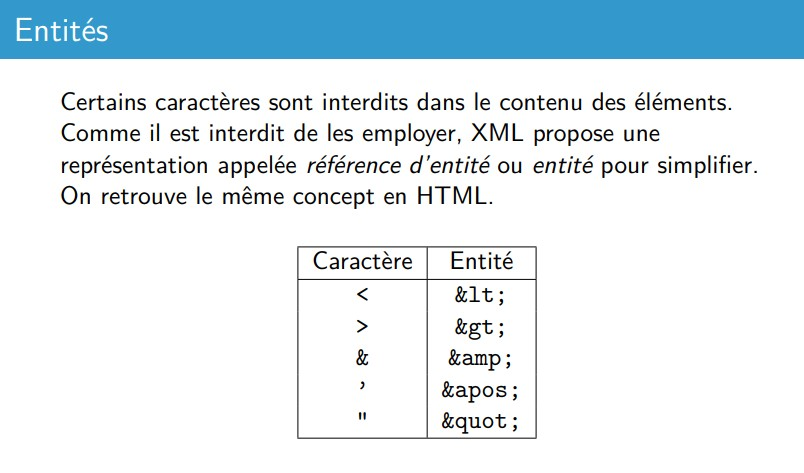 Entités
Certains caractères sont interdits dans le contenu des éléments.
Comme il est interdit de les employer, XML propose une
représentation appelée référence d'entité ou entité pour simplifier.
On retrouve le même concept en HTML.
Caractère Entité
< &lt;
> &gt;
& &amp;
' &apos;
" &quot;